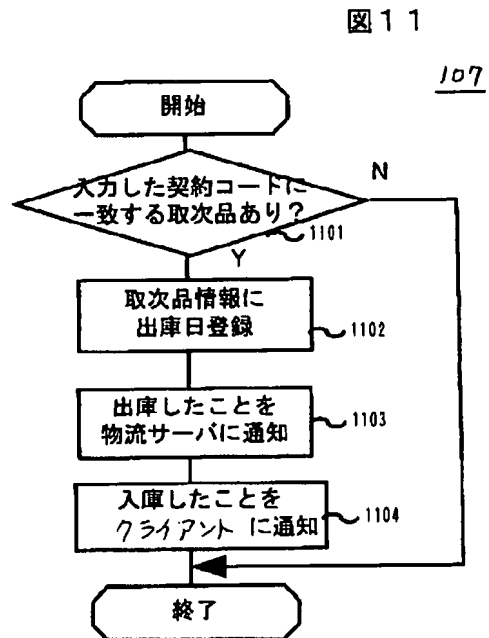 図11
107
開始
入力した契約コードに
一致する取次品あり?
N
1101
Y
取次品情報に
出庫日登録
1102
出庫したことを
物流サーバに通知
1103
入庫したことを
クライアントに通知
1104
終了